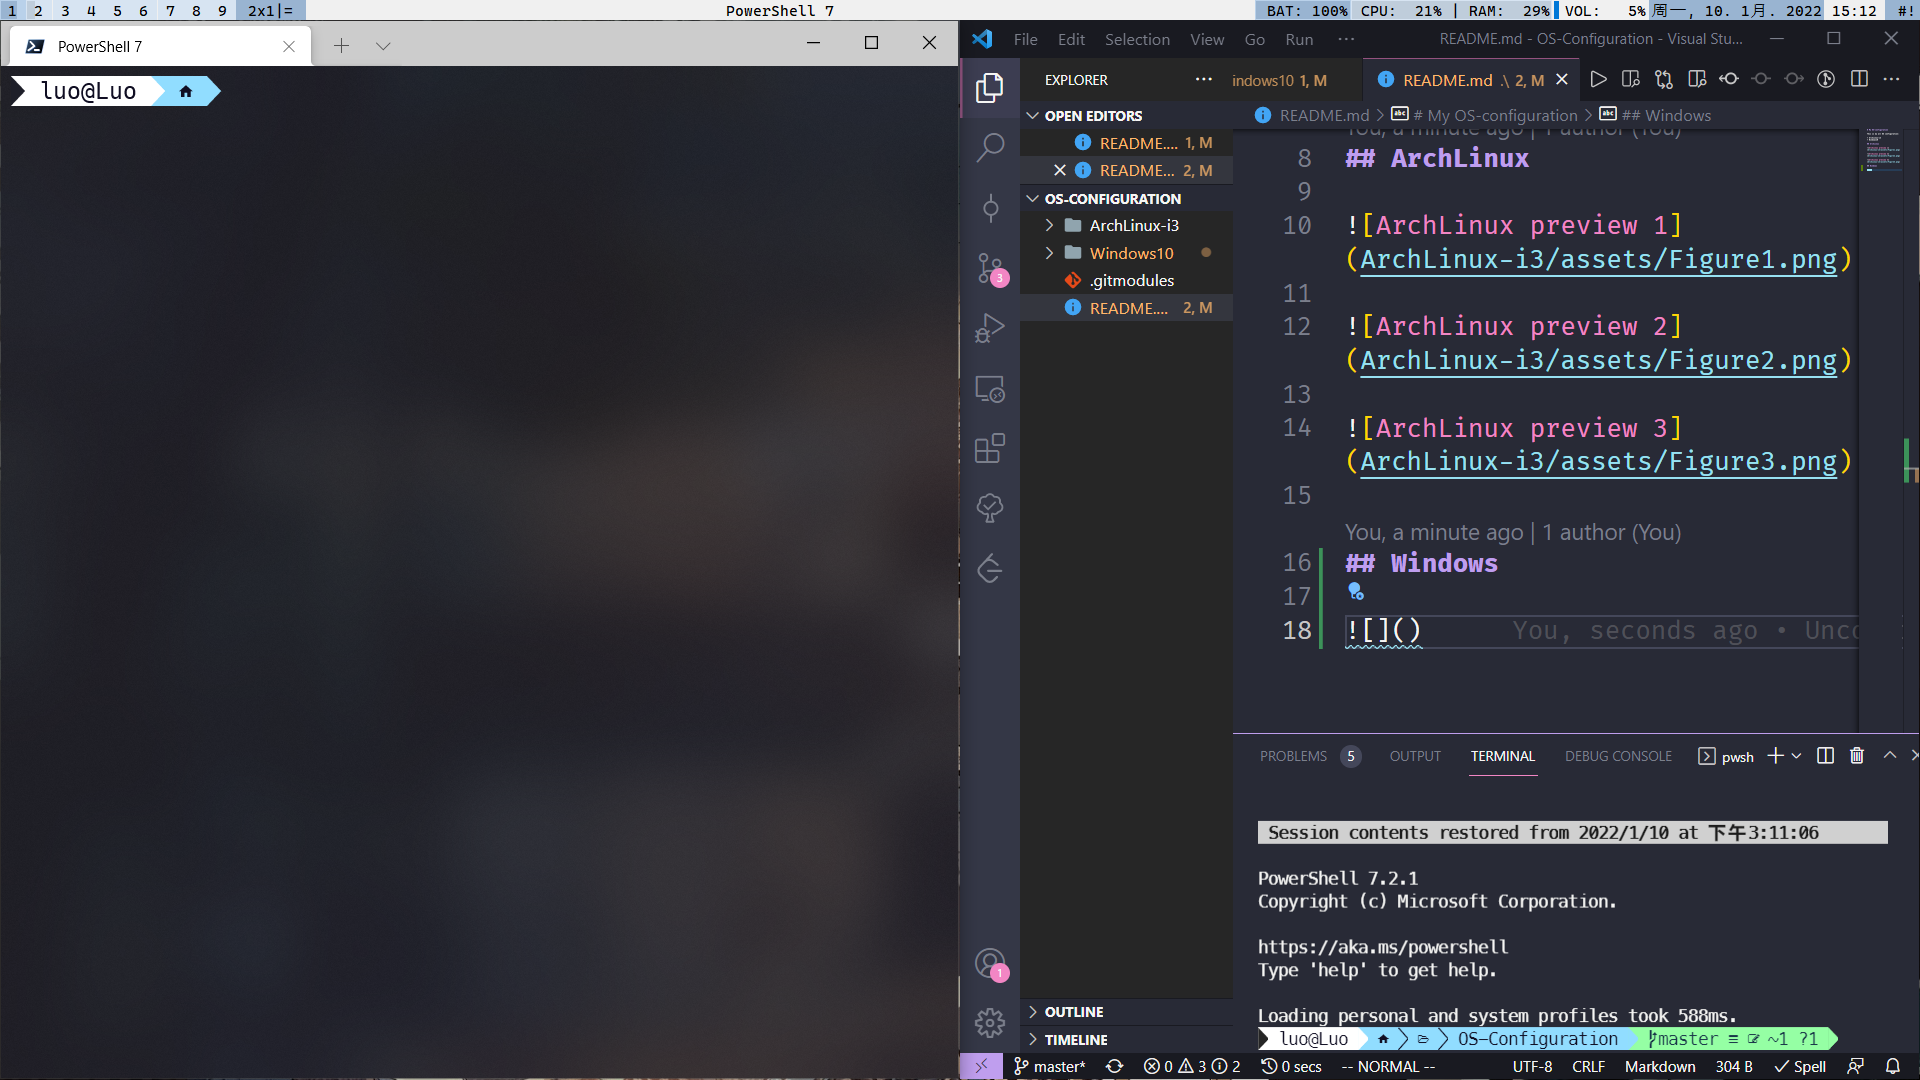 1 2 3 4 5 6 7 8 9 2x1|=
PowerShell 7
BAT: 100% CPU: 21% | RAM: 29% VOL: 5% 周一, 10. 1月. 2022 15:12 #!
PowerShell 7
luo@Luo
File Edit Selection View Go Run ···
README.md - OS-Configuration - Visual Stu...
EXPLORER
OPEN EDITORS
README.... 1, M
README... 2, M
OS-CONFIGURATION
ArchLinux-i3
Windows10
.gitmodules
README.... 2, M
OUTLINE
TIMELINE
3
1
indows10 1, M
README.md .\ 2, M
README.md > # My OS-configuration > ## Windows
You, a minute ago | 1 author (You)
8 ## ArchLinux
9
10 ![ArchLinux preview 1]
(ArchLinux-i3/assets/Figure1.png)
11
12 ![ArchLinux preview 2]
(ArchLinux-i3/assets/Figure2.png)
13
14 ![ArchLinux preview 3]
(ArchLinux-i3/assets/Figure3.png)
15
You, a minute ago | 1 author (You)
16 ## Windows
17
18 ![]() You, seconds ago • Unco
PROBLEMS 5 OUTPUT TERMINAL DEBUG CONSOLE pwsh
Session contents restored from 2022/1/10 at 下午3:11:06
PowerShell 7.2.1
Copyright (c) Microsoft Corporation.
https://aka.ms/powershell
Type 'help' to get help.
Loading personal and system profiles took 588ms.
luo@Luo OS-Configuration master ≡ ~1 ?1
master* 0 3 2 0 secs -- NORMAL -- UTF-8 CRLF Markdown 304 B Spell